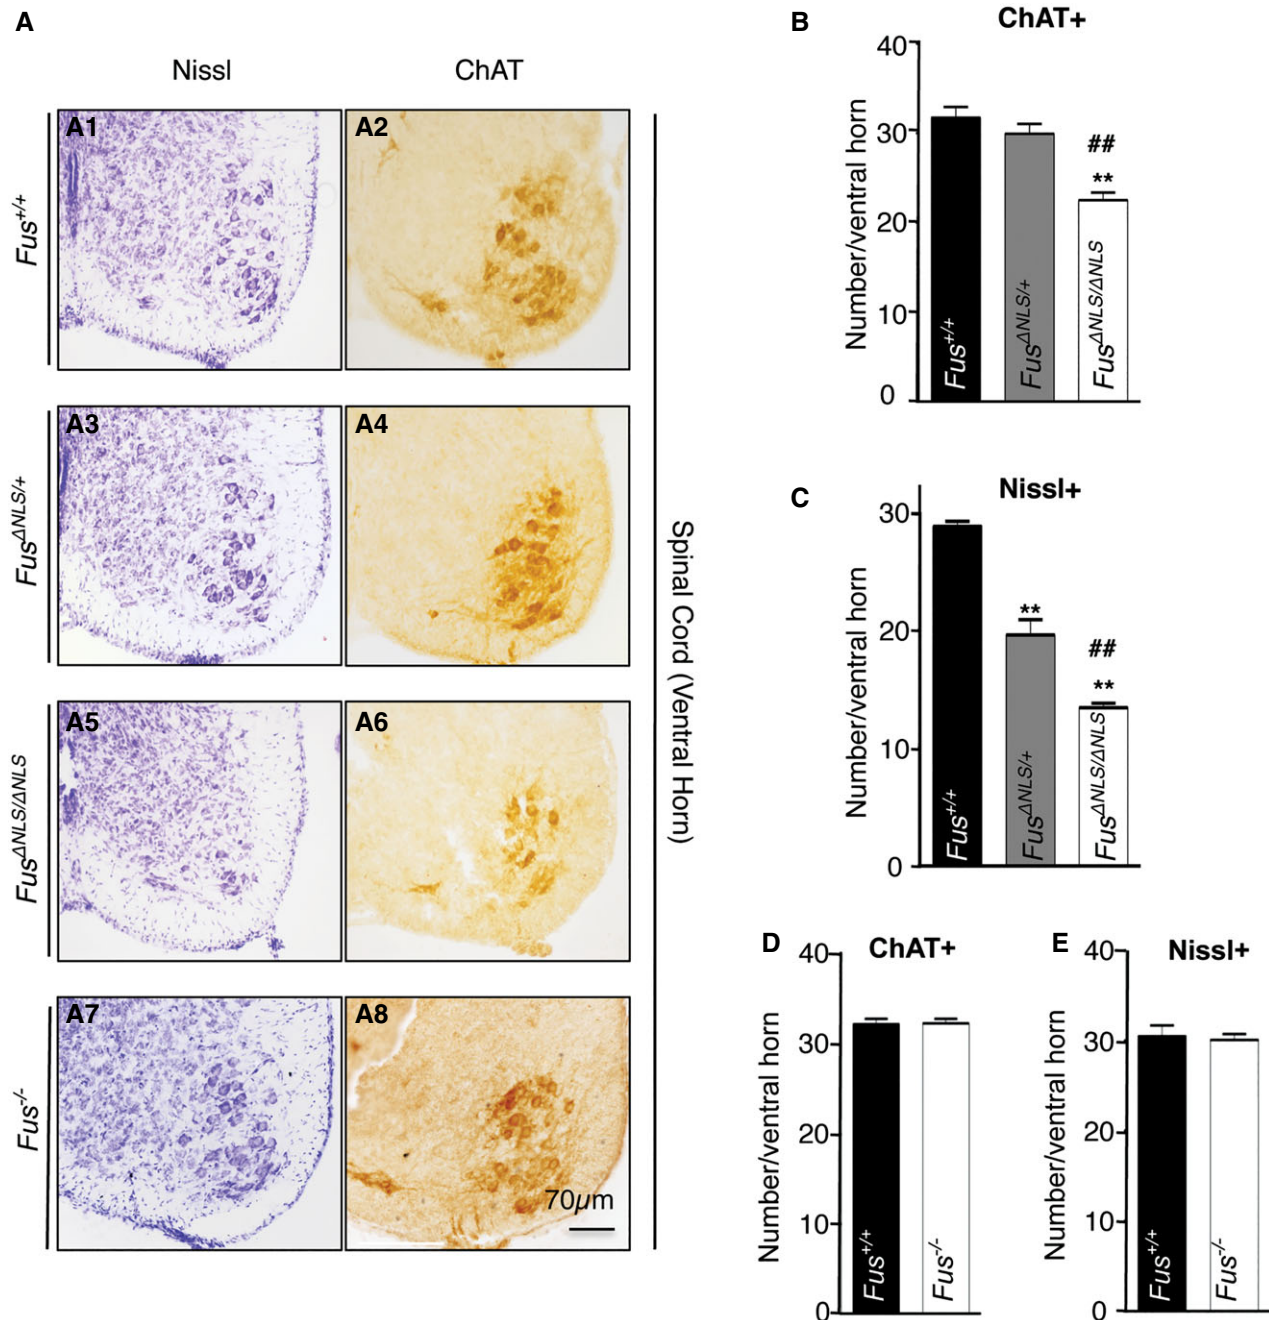 A
Nissl
ChAT
Fus+/+
A1
A2
FusΔNLS/+
A3
A4
FusΔNLS/ΔNLS
A5
A6
Fus-/-
A7
A8
70µm
Spinal Cord (Ventral Horn)
B
ChAT+
Number/ventral horn
40
30
20
10
0
Fus+/+
FusΔNLS/+
FusΔNLS/ΔNLS
##
**
C
Nissl+
Number/ventral horn
30
20
10
0
Fus+/+
FusΔNLS/+
FusΔNLS/ΔNLS
**
##
**
D
ChAT+
Number/ventral horn
40
30
20
10
0
Fus+/+
Fus-/-
E
Nissl+
Number/ventral horn
40
30
20
10
0
Fus+/+
Fus-/-